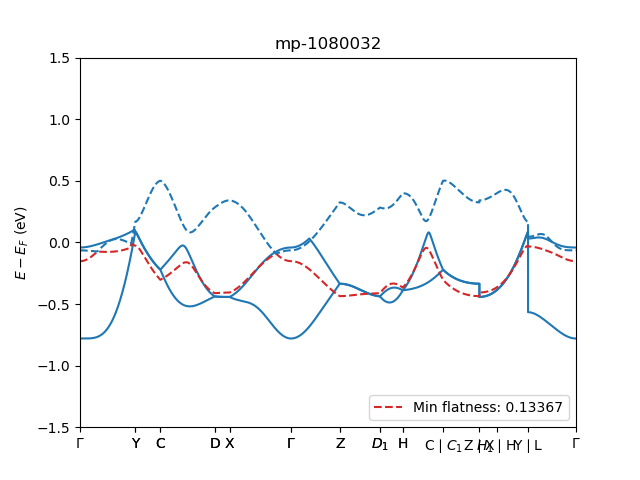 mp-1080032
E − E_F (eV)
1.5
1.0
0.5
0.0
−0.5
−1.0
−1.5
Min flatness: 0.13367
Γ Y C D X Γ Z D₁ H C | C₁ Z | X | H Y | L Γ